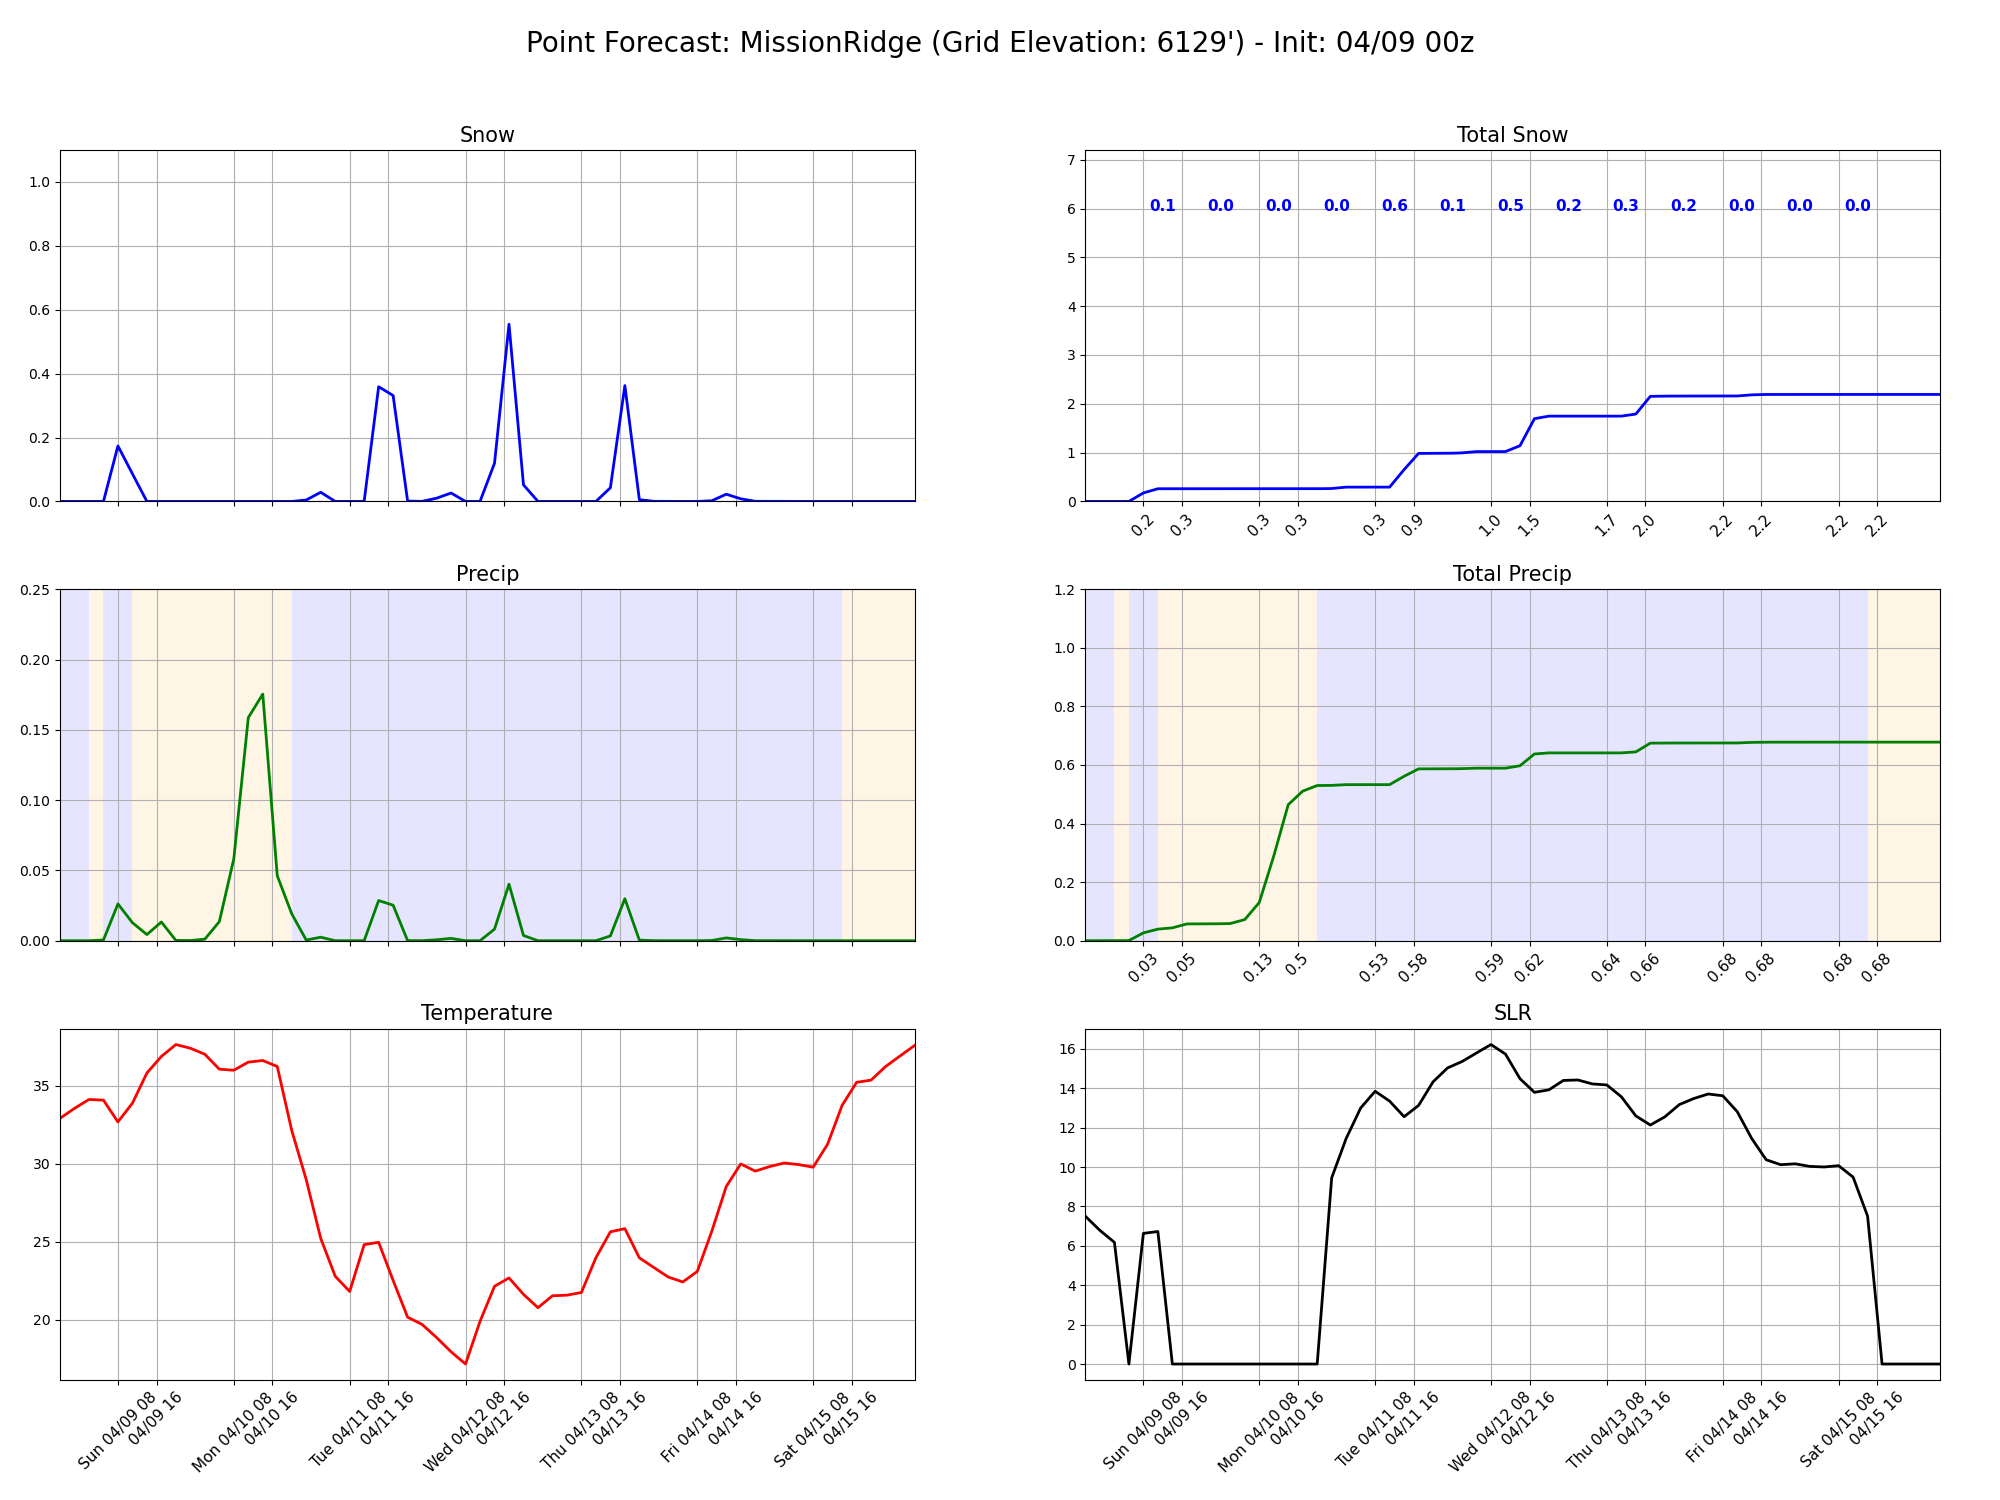 Point Forecast: MissionRidge (Grid Elevation: 6129') - Init: 04/09 00z
Snow
1.0
0.8
0.6
0.4
0.2
0.0
Total Snow
7
6
5
4
3
2
1
0
0.1 0.0 0.0 0.0 0.6 0.1 0.5 0.2 0.3 0.2 0.0 0.0 0.0
0.2 0.3 0.3 0.3 0.3 0.9 1.0 1.5 1.7 2.0 2.2 2.2 2.2 2.2
Precip
0.25
0.20
0.15
0.10
0.05
0.00
Total Precip
1.2
1.0
0.8
0.6
0.4
0.2
0.0
0.03 0.05 0.13 0.5 0.53 0.58 0.59 0.62 0.64 0.66 0.68 0.68 0.68 0.68
Temperature
35
30
25
20
Sun 04/09 08
04/09 16
Mon 04/10 08
04/10 16
Tue 04/11 08
04/11 16
Wed 04/12 08
04/12 16
Thu 04/13 08
04/13 16
Fri 04/14 08
04/14 16
Sat 04/15 08
04/15 16
SLR
16
14
12
10
8
6
4
2
0
Sun 04/09 08
04/09 16
Mon 04/10 08
04/10 16
Tue 04/11 08
04/11 16
Wed 04/12 08
04/12 16
Thu 04/13 08
04/13 16
Fri 04/14 08
04/14 16
Sat 04/15 08
04/15 16